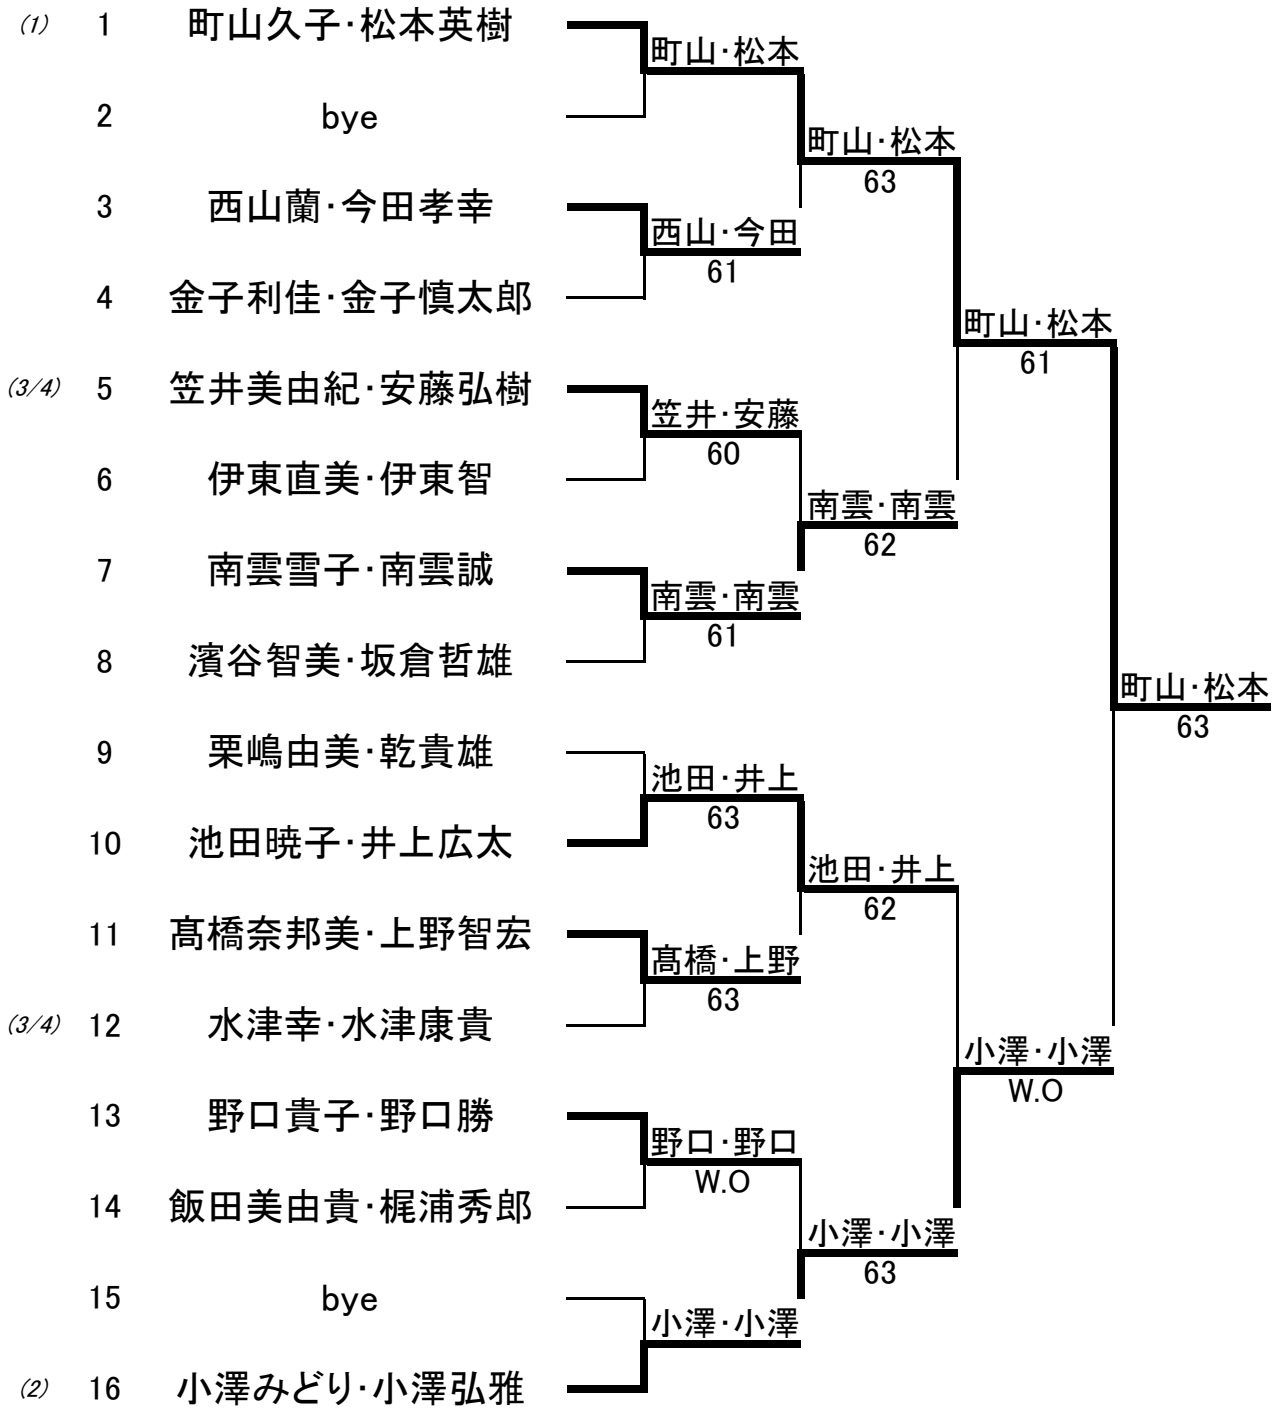 (1) 1 町山久子・松本英樹
町山・松本
2 bye
町山・松本
63
3 西山蘭・今田孝幸
西山・今田
61
4 金子利佳・金子慎太郎
町山・松本
61
(3/4) 5 笠井美由紀・安藤弘樹
笠井・安藤
60
6 伊東直美・伊東智
南雲・南雲
62
7 南雲雪子・南雲誠
南雲・南雲
61
8 濱谷智美・坂倉哲雄
町山・松本
63
9 栗嶋由美・乾貴雄
池田・井上
63
10 池田暁子・井上広太
池田・井上
62
11 髙橋奈邦美・上野智宏
髙橋・上野
63
(3/4) 12 水津幸・水津康貴
小澤・小澤
W.O
13 野口貴子・野口勝
野口・野口
W.O
14 飯田美由貴・梶浦秀郎
小澤・小澤
63
15 bye
小澤・小澤
(2) 16 小澤みどり・小澤弘雅